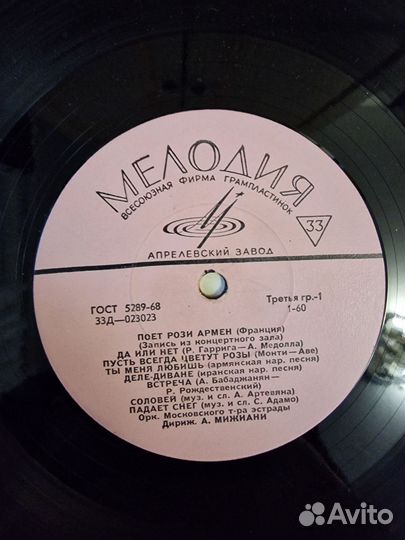 МЕЛОДИЯ
ВСЕСОЮЗНАЯ ФИРМА ГРАМПЛАСТИНОК
33
АПРЕЛЕВСКИЙ ЗАВОД
ГОСТ 5289-68
Третья гр.-1
33Д—023023
1-60
ПОЕТ РОЗИ АРМЕН (Франция)
(Запись из концертного зала)
ДА ИЛИ НЕТ (Р. Гаррига—А. Медолла)
ПУСТЬ ВСЕГДА ЦВЕТУТ РОЗЫ (Монти—Аве)
ТЫ МЕНЯ ЛЮБИШЬ (армянская нар. песня)
ДЕЛЕ-ДИВАНЕ (иранская нар. песня)
ВСТРЕЧА (А. Бабаджанян—
Р. Рождественский)
СОЛОВЕЙ (муз. и сл. А. Артевяна)
ПАДАЕТ СНЕГ (муз. и сл. С. Адамо)
Орк. Московского т-ра эстрады
Дириж. А. МИЖИАНИ
Avito